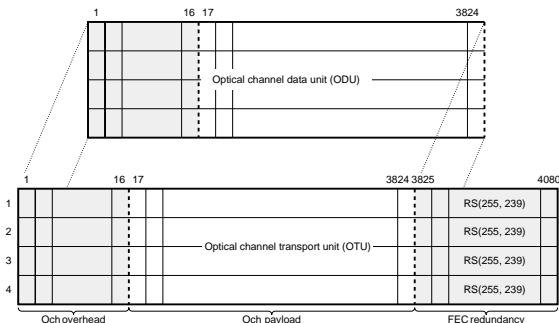 1 16 17 3824
Optical channel data unit (ODU)
1 16 17 3824 3825 4080
1 RS(255, 239)
2 RS(255, 239)
Optical channel transport unit (OTU)
3 RS(255, 239)
4 RS(255, 239)
Och overhead Och payload FEC redundancy